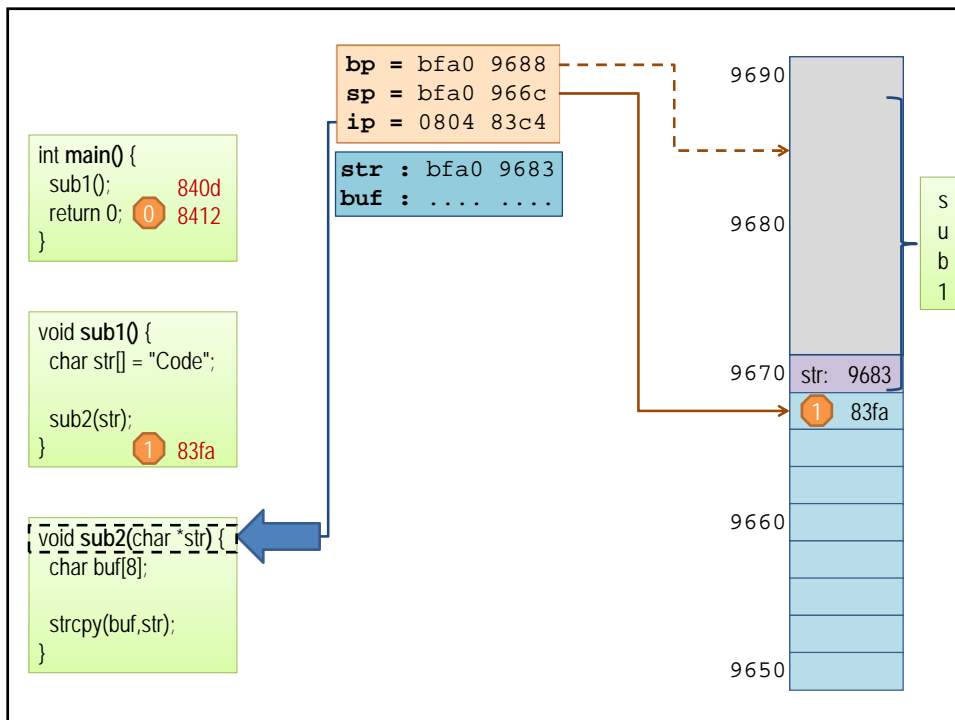 bp = bfa0 9688
sp = bfa0 966c
ip = 0804 83c4
str : bfa0 9683
buf : .... ....
int main() {
sub1(); 840d
return 0; 0 8412
}
void sub1() {
char str[] = "Code";
sub2(str);
} 1 83fa
void sub2(char *str) {
char buf[8];
strcpy(buf,str);
}
9690
9680
9670 str: 9683
1 83fa
9660
9650
s
u
b
1